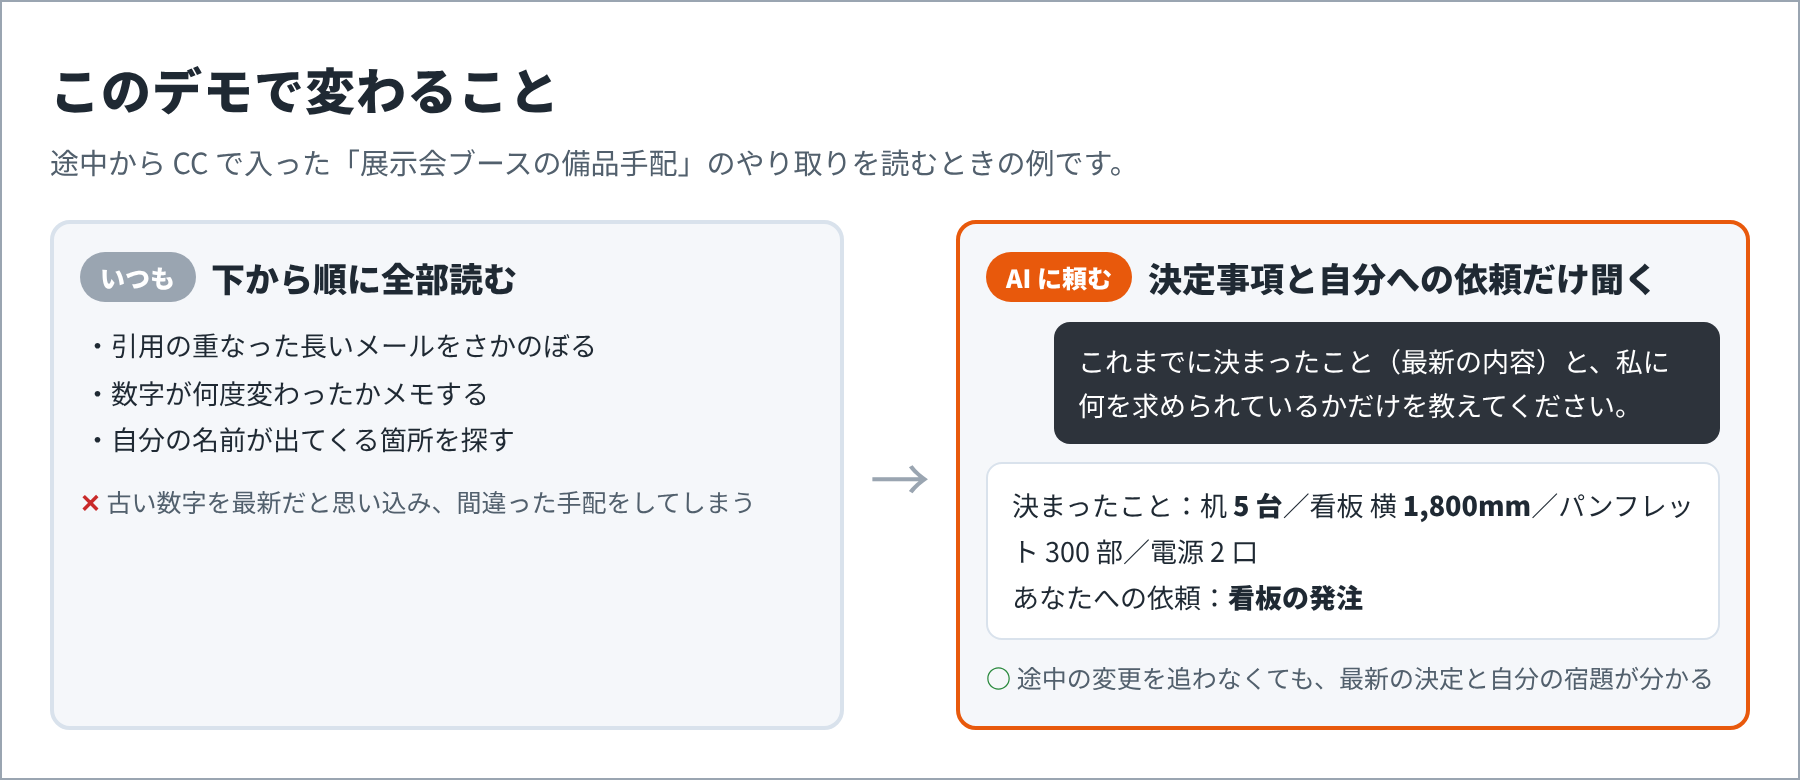 このデモで変わること
途中から CC で入った「展示会ブースの備品手配」のやり取りを読むときの例です。
いつも 下から順に全部読む
・引用の重なった長いメールをさかのぼる
・数字が何度変わったかメモする
・自分の名前が出てくる箇所を探す
× 古い数字を最新だと思い込み、間違った手配をしてしまう
→
AI に頼む 決定事項と自分への依頼だけ聞く
これまでに決まったこと（最新の内容）と、私に
何を求められているかだけを教えてください。
決まったこと：机 5 台／看板 横 1,800mm／パンフレッ
ト 300 部／電源 2 口
あなたへの依頼：看板の発注
○ 途中の変更を追わなくても、最新の決定と自分の宿題が分かる